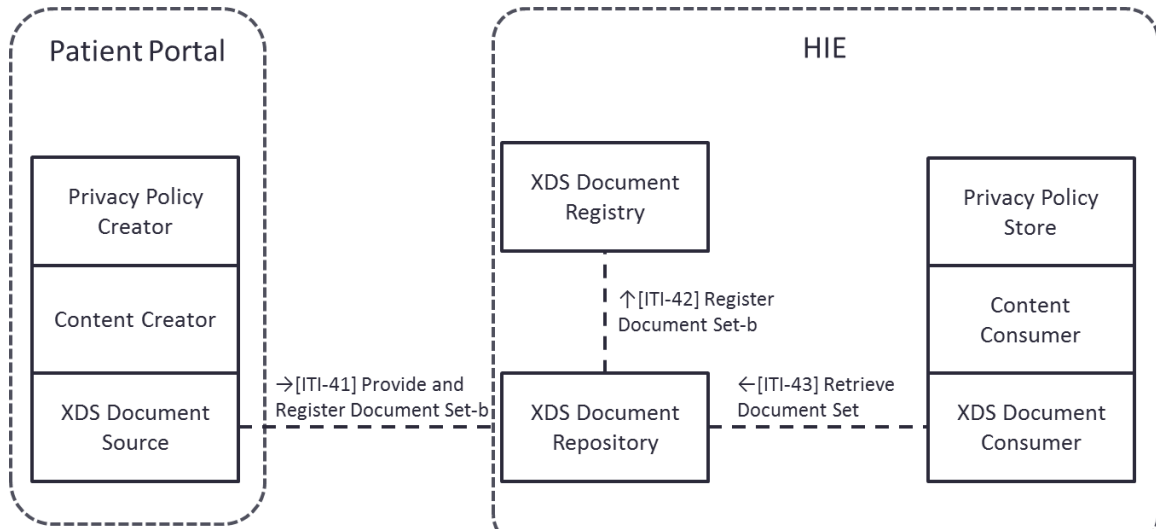 Patient Portal
HIE
Privacy Policy
Creator
Content Creator
XDS Document
Source
→[ITI-41] Provide and
Register Document Set-b
XDS Document
Registry
↑[ITI-42] Register
Document Set-b
XDS Document
Repository
←[ITI-43] Retrieve
Document Set
Privacy Policy
Store
Content
Consumer
XDS Document
Consumer